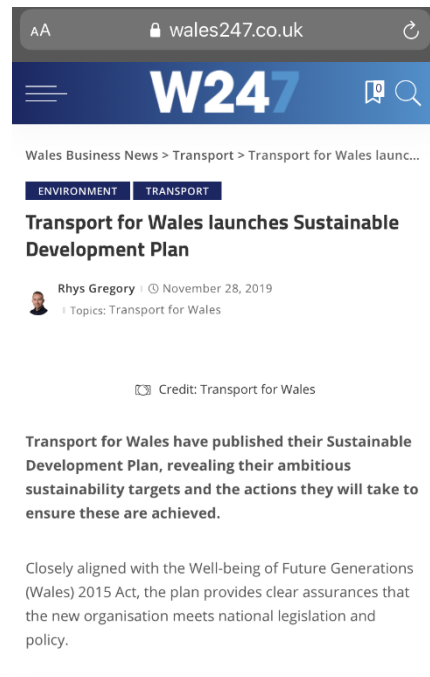 AA wales247.co.uk
W247 0
Wales Business News > Transport > Transport for Wales launc...
ENVIRONMENT TRANSPORT
Transport for Wales launches Sustainable
Development Plan
Rhys Gregory November 28, 2019
Topics: Transport for Wales
Credit: Transport for Wales
Transport for Wales have published their Sustainable
Development Plan, revealing their ambitious
sustainability targets and the actions they will take to
ensure these are achieved.
Closely aligned with the Well-being of Future Generations
(Wales) 2015 Act, the plan provides clear assurances that
the new organisation meets national legislation and
policy.